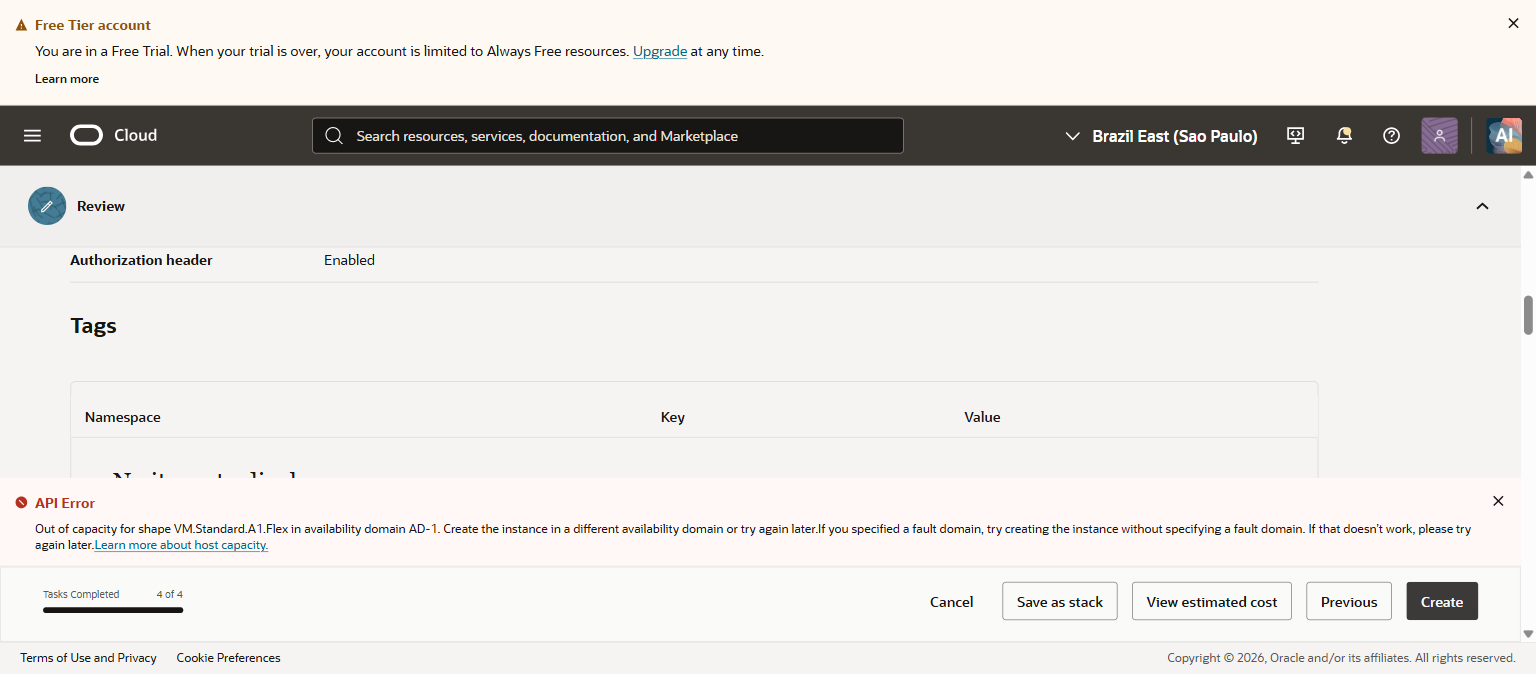 Free Tier account
You are in a Free Trial. When your trial is over, your account is limited to Always Free resources. Upgrade at any time.
Learn more
Cloud
Search resources, services, documentation, and Marketplace
Brazil East (Sao Paulo)
AI
Review
Authorization header Enabled
Tags
Namespace Key Value
API Error
Out of capacity for shape VM.Standard.A1.Flex in availability domain AD-1. Create the instance in a different availability domain or try again later.If you specified a fault domain, try creating the instance without specifying a fault domain. If that doesn't work, please try
again later.Learn more about host capacity.
Tasks Completed 4 of 4
Cancel
Save as stack
View estimated cost
Previous
Create
Terms of Use and Privacy Cookie Preferences
Copyright © 2026, Oracle and/or its affiliates. All rights reserved.